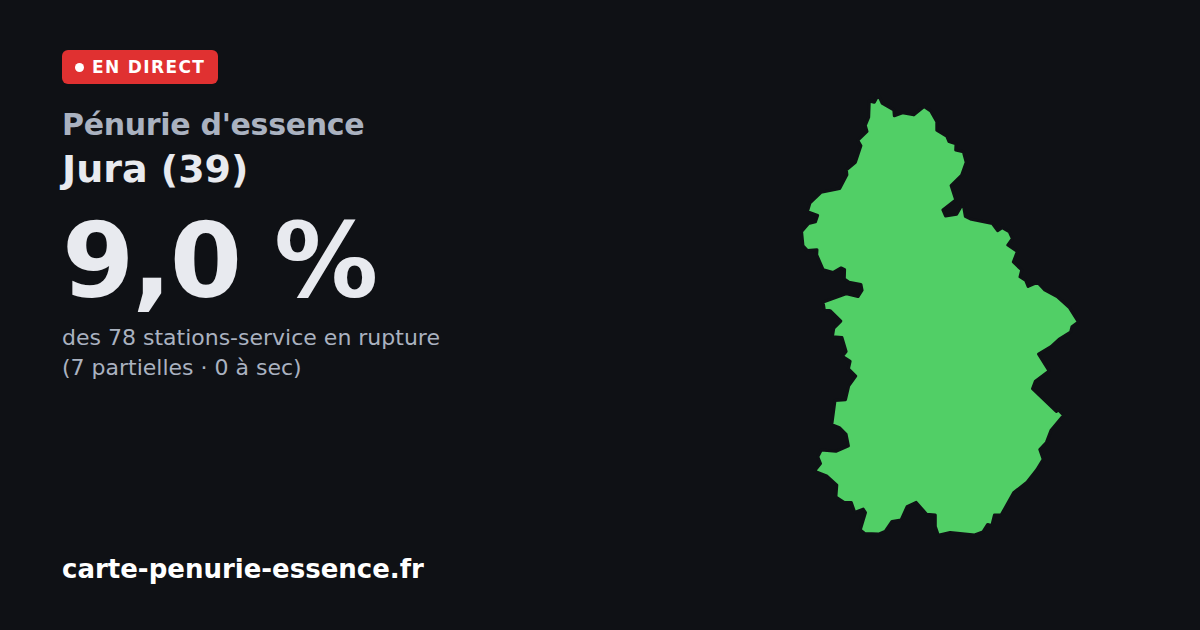 EN DIRECT
Pénurie d'essence
Jura (39)
9,0 %
des 78 stations-service en rupture
(7 partielles · 0 à sec)
carte-penurie-essence.fr